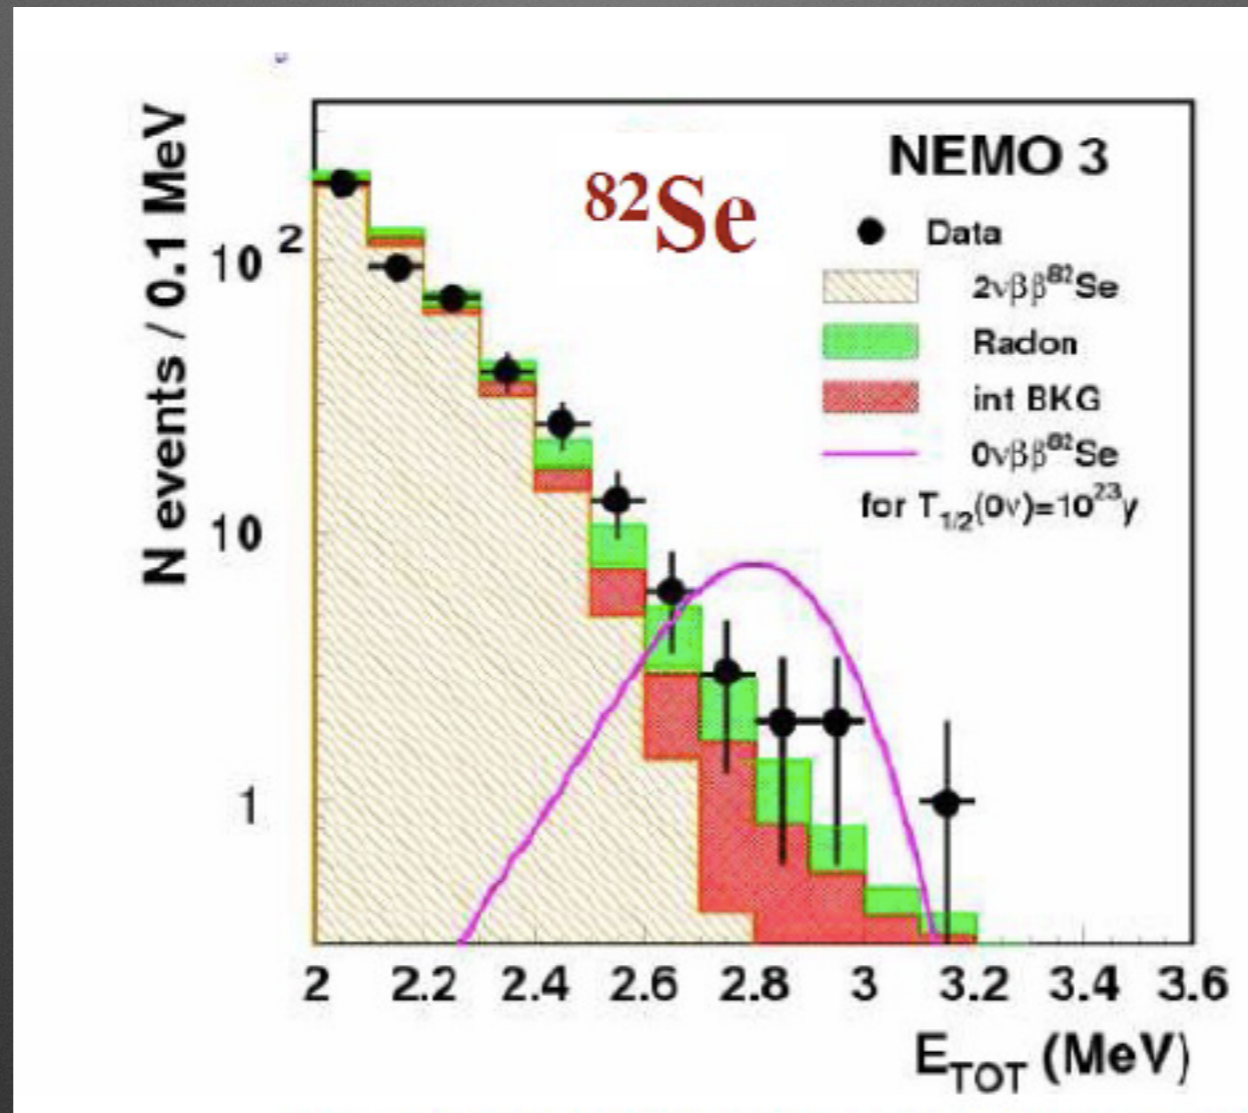 N events / 0.1 MeV
10²
10
1
⁸²Se
NEMO 3
Data
2νββ⁸²Se
Radon
int BKG
0νββ⁸²Se
for T₁/₂(0ν)=10²³y
2 2.2 2.4 2.6 2.8 3 3.2 3.4 3.6
E_TOT (MeV)